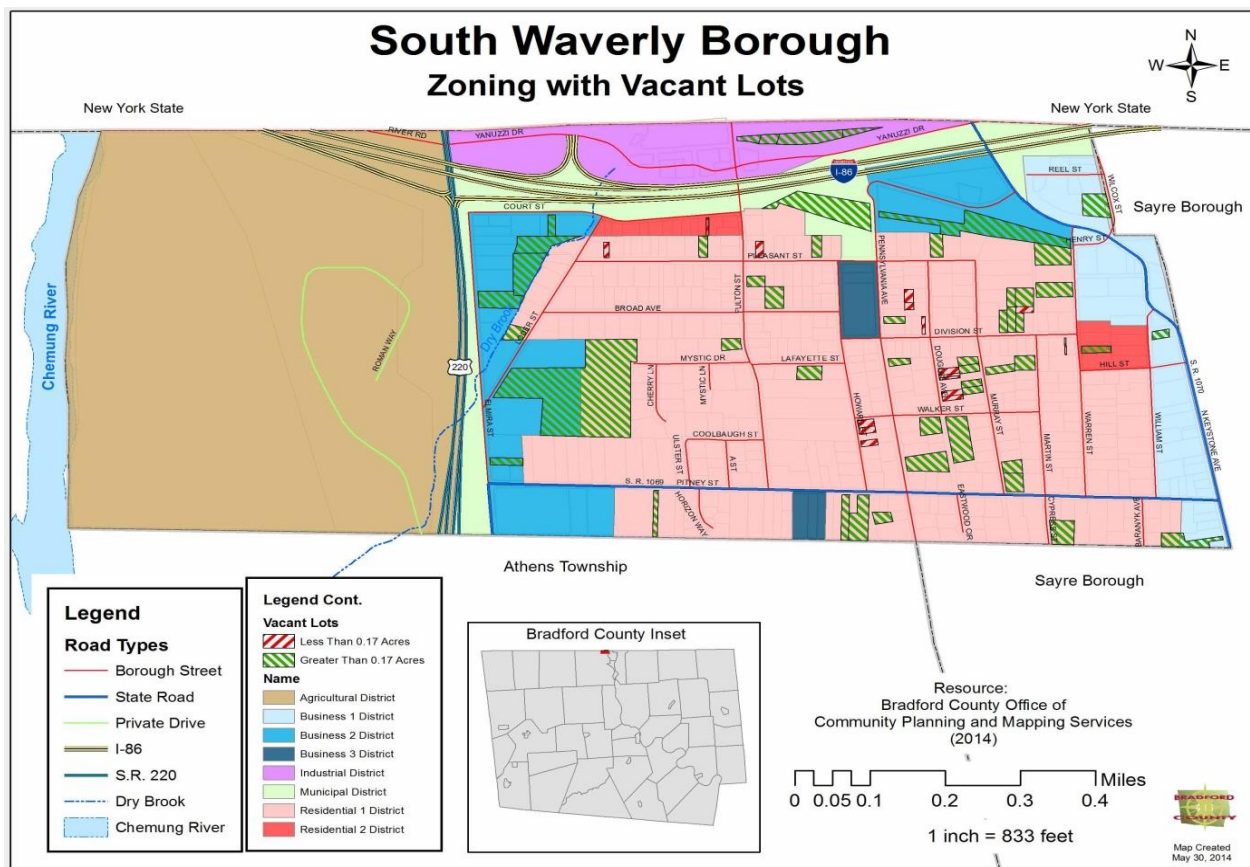 South Waverly Borough
Zoning with Vacant Lots
N
W E
S
New York State
New York State
RIVER RD
YANUZZI DR
YANUZZI DR
I-86
REEL ST
WILCOX ST
Sayre Borough
COURT ST
HENRY ST
PLEASANT ST
PENNSYLVANIA AVE
FULTON ST
Chemung River
ROMAN WAY
BROAD AVE
Dry Brook
DIVISION ST
220
MYSTIC DR
LAFAYETTE ST
DOUGLAS AVE
HILL ST
S. R. 1070
CHERRY LN
MYSTIC LN
ELMIRA ST
HOWARD
MURRAY ST
WALKER ST
WARREN ST
WILLIAM ST
N KEYSTONE AVE
COOLBAUGH ST
ULSTER ST
A ST
MARTIN ST
S. R. 1069
PITNEY ST
HORIZON WAY
EASTWOOD CIR
CYPRESS ST
Athens Township
Sayre Borough
Legend
Road Types
Borough Street
State Road
Private Drive
I-86
S.R. 220
Dry Brook
Chemung River
Legend Cont.
Vacant Lots
Less Than 0.17 Acres
Greater Than 0.17 Acres
Name
Agricultural District
Business 1 District
Business 2 District
Business 3 District
Industrial District
Municipal District
Residential 1 District
Residential 2 District
Bradford County Inset
Resource:
Bradford County Office of
Community Planning and Mapping Services
(2014)
Miles
0 0.05 0.1 0.2 0.3 0.4
1 inch = 833 feet
BRADFORD
COUNTY
Map Created
May 30, 2014